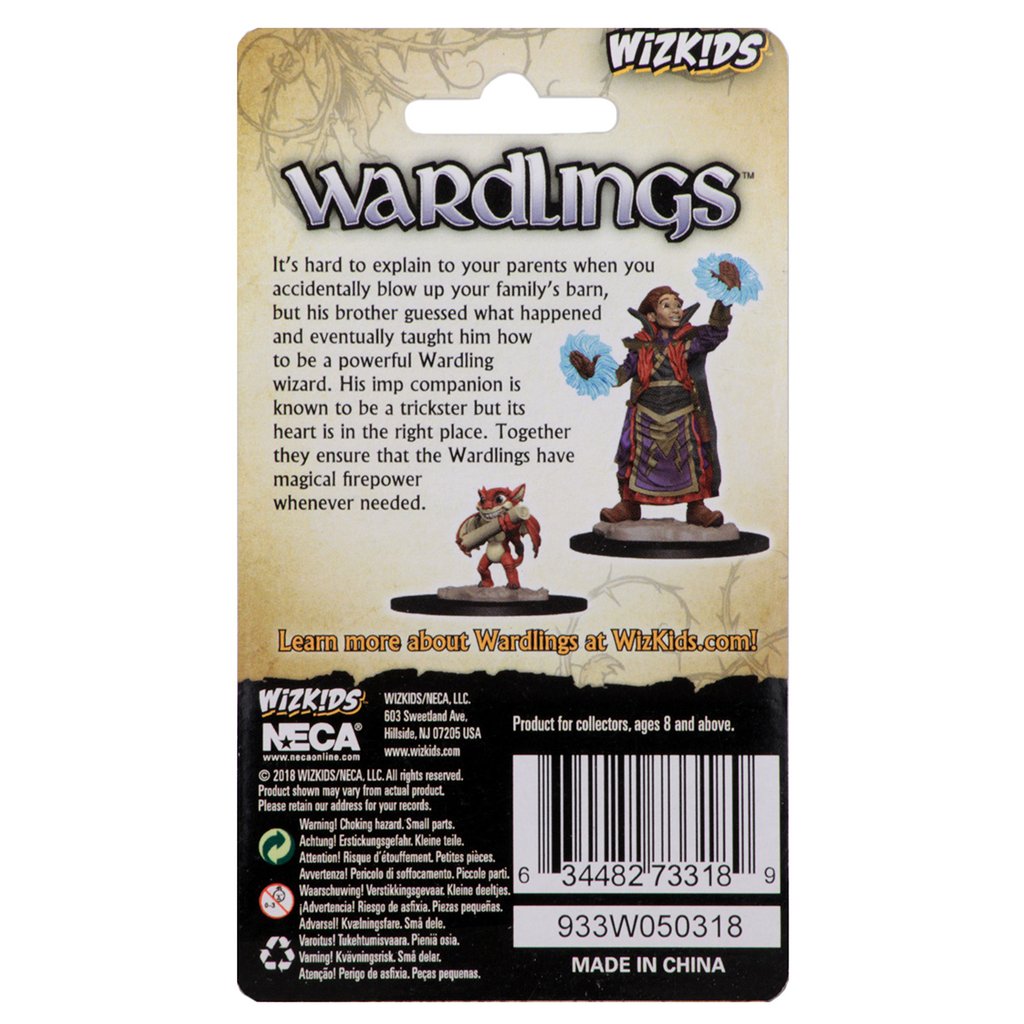 WIZK!DS
WARDLINGS™
It's hard to explain to your parents when you
accidentally blow up your family's barn,
but his brother guessed what happened
and eventually taught him how
to be a powerful Wardling
wizard. His imp companion is
known to be a trickster but its
heart is in the right place. Together
they ensure that the Wardlings have
magical firepower
whenever needed.
Learn more about Wardlings at WizKids.com!
WIZK!DS
NECA®
www.necaonline.com
WIZKIDS/NECA, LLC.
603 Sweetland Ave,
Hillside, NJ 07205 USA
www.wizkids.com
© 2018 WIZKIDS/NECA, LLC. All rights reserved.
Product shown may vary from actual product.
Please retain our address for your records.
Warning! Choking hazard. Small parts.
Achtung! Erstickungsgefahr. Kleine teile.
Attention! Risque d'étouffement. Petites pièces.
Avvertenza! Pericolo di soffocamento. Piccole parti.
Waarschuwing! Verstikkingsgevaar. Kleine deeltjes.
¡Advertencia! Riesgo de asfixia. Piezas pequeñas.
Advarsel! Kvælningsfare. Små dele.
Varoitus! Tukehtumisvaara. Pieniä osia.
Varning! Kvävningsrisk. Små delar.
Atenção! Perigo de asfixia. Peças pequenas.
0-3
Product for collectors, ages 8 and above.
6 34482 73318 9
933W050318
MADE IN CHINA